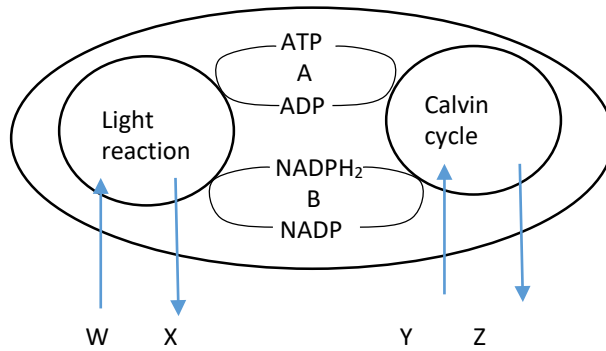 ATP
A
ADP
Light
reaction
Calvin
cycle
NADPH₂
B
NADP
W X Y Z